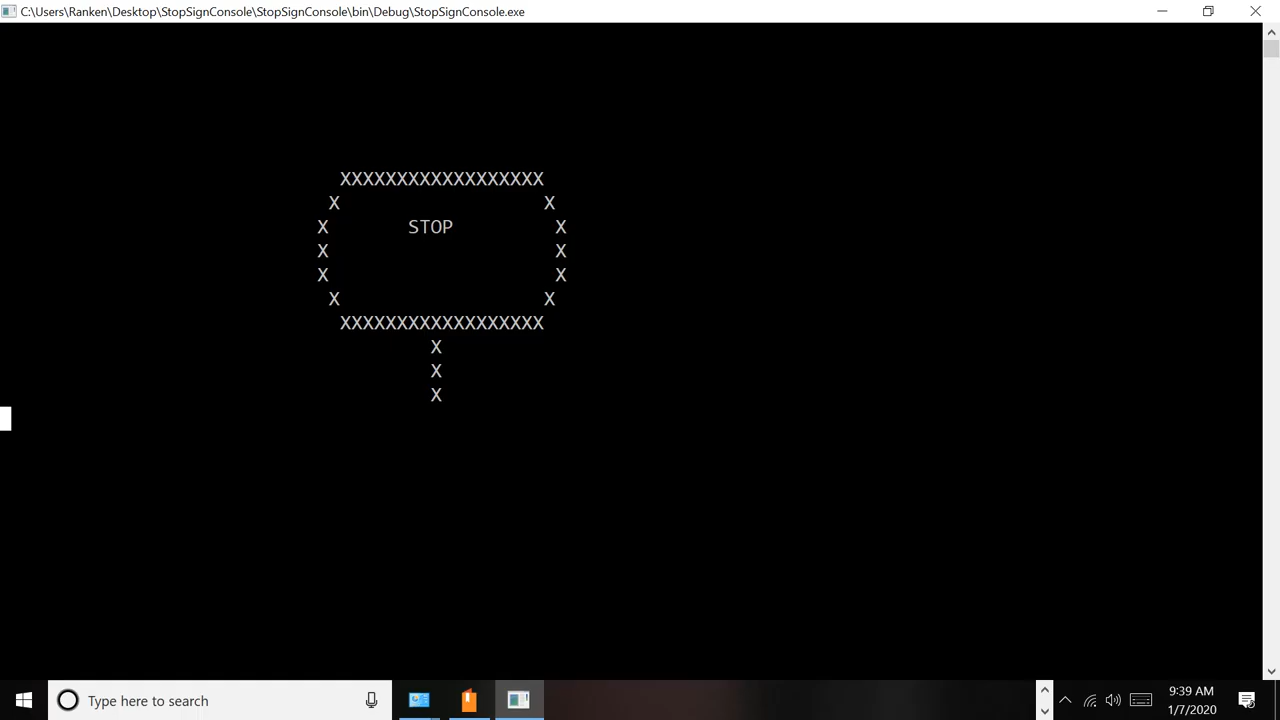 C:\Users\Ranken\Desktop\StopSignConsole\StopSignConsole\bin\Debug\StopSignConsole.exe
XXXXXXXXXXXXXXXXXX
X X
X STOP X
X X
X X
X X
XXXXXXXXXXXXXXXXXX
X
X
X
Type here to search
9:39 AM
1/7/2020